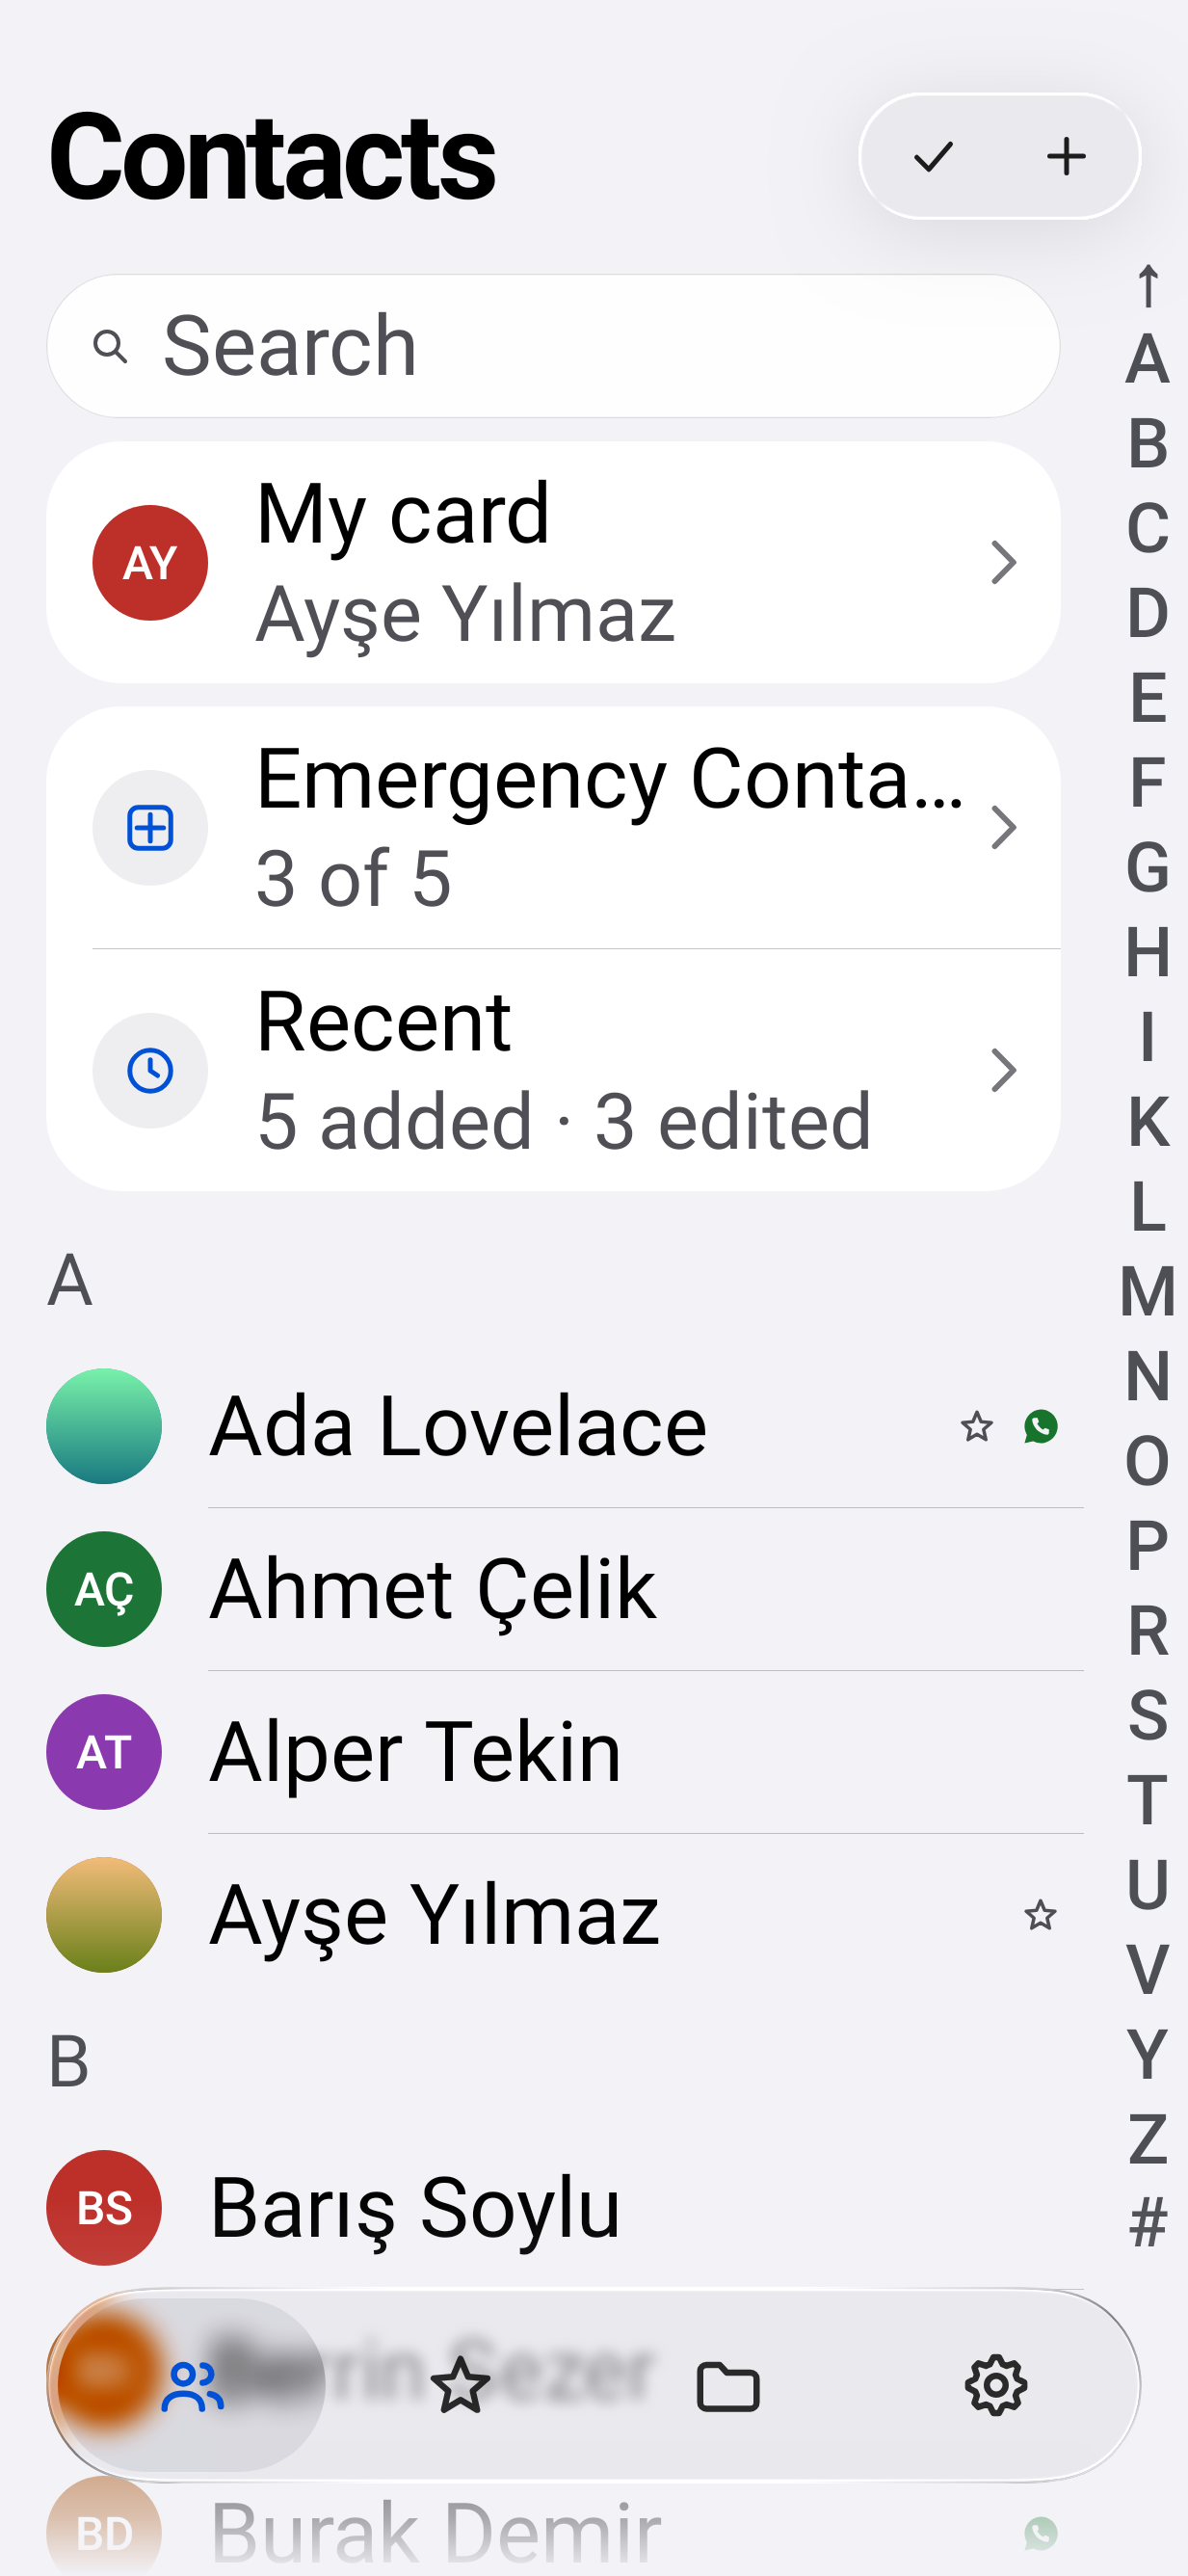 Contacts
Search
AY
My card
Ayşe Yılmaz
Emergency Conta...
3 of 5
Recent
5 added · 3 edited
A
Ada Lovelace
AÇ
Ahmet Çelik
AT
Alper Tekin
Ayşe Yılmaz
B
BS
Barış Soylu
Sezer
BD
Burak Demir
↑
A
B
C
D
E
F
G
H
I
K
L
M
N
O
P
R
S
T
U
V
Y
Z
#